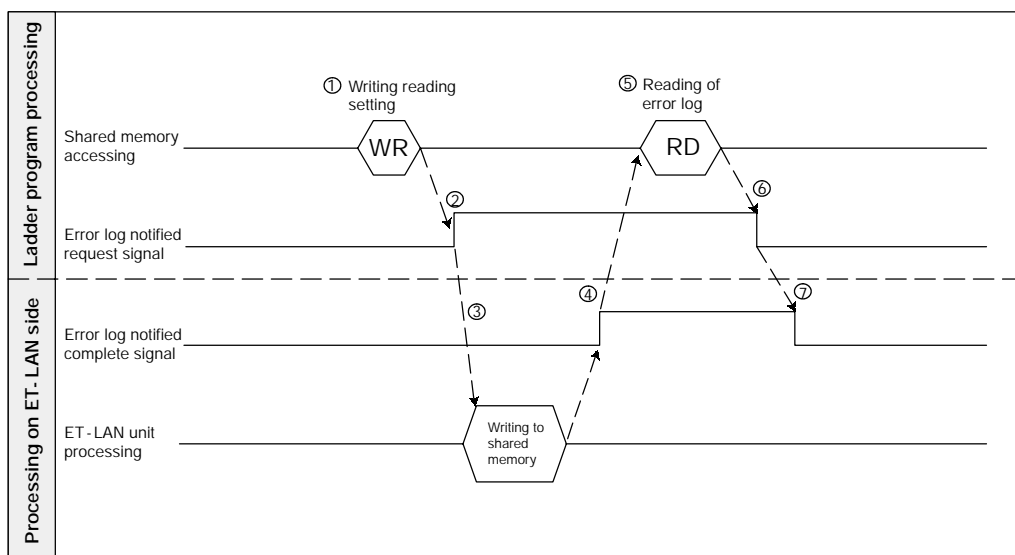 Ladder program processing
① Writing reading
setting
⑤ Reading of
error log
Shared memory
accessing
WR
RD
②
⑥
Error log notified
request signal
Processing on ET-LAN side
③
④
⑦
Error log notified
complete signal
ET-LAN unit
processing
Writing to
shared
memory